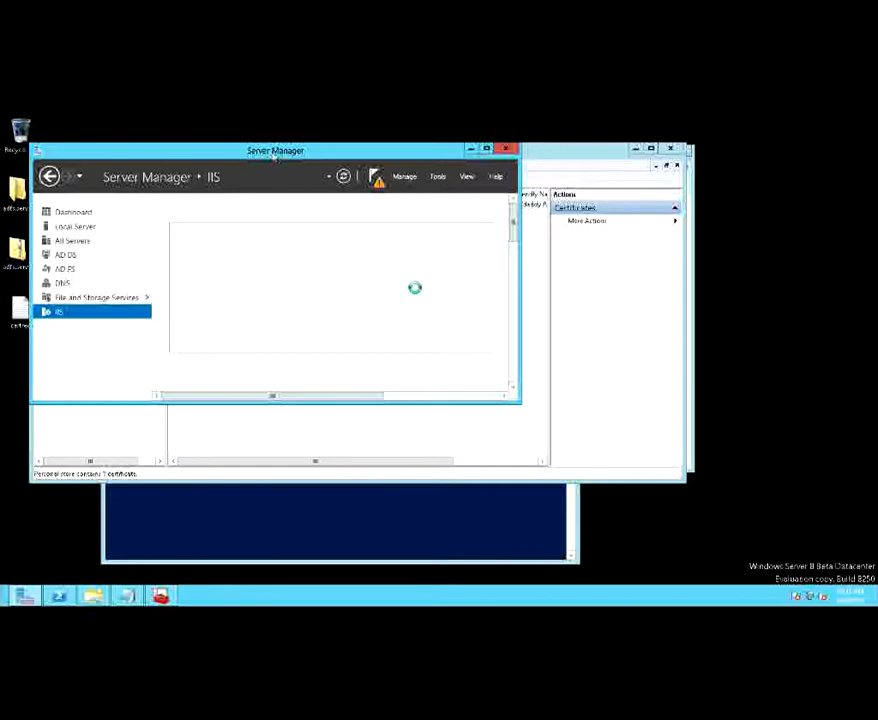 Server Manager
Server Manager ▸ IIS
Manage Tools View Help
Dashboard
Local Server
All Servers
AD DS
AD FS
DNS
File and Storage Services
IIS
Actions
Certificates
More Actions
Personal store contains 1 certificate.
Windows Server 8 Beta Datacenter
Evaluation copy. Build 8250